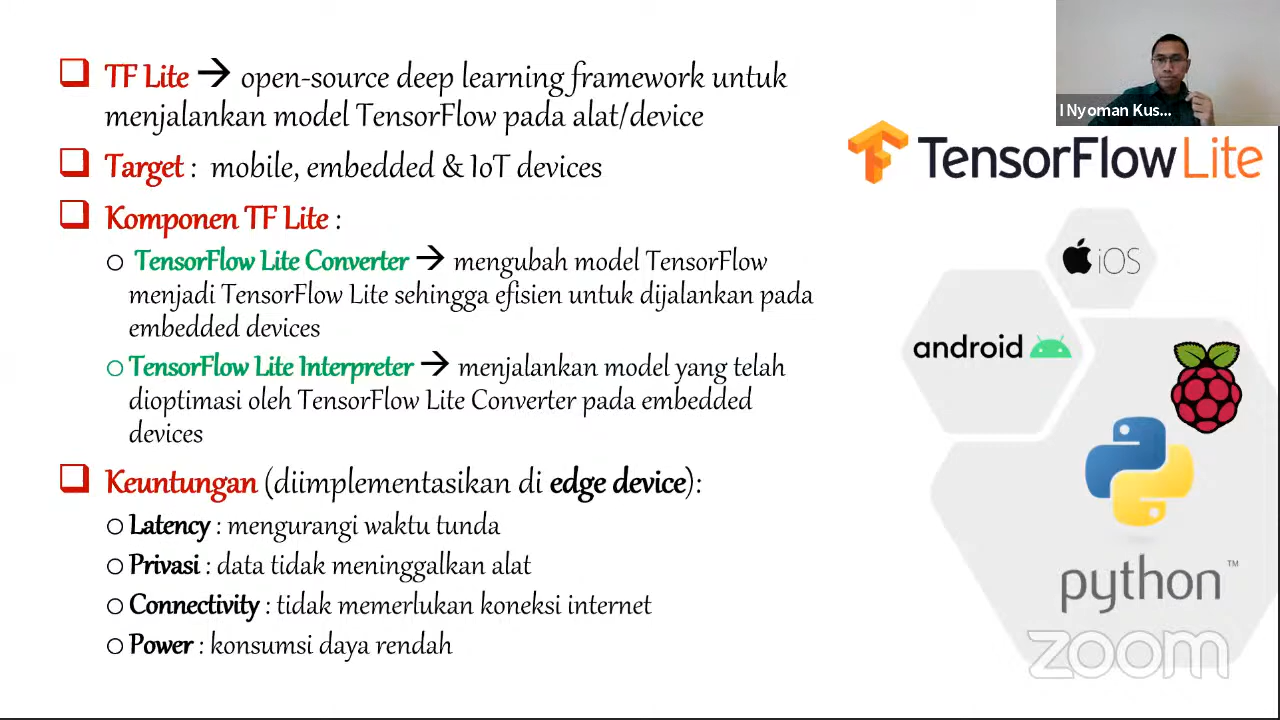 TF Lite → open-source deep learning framework untuk
menjalankan model TensorFlow pada alat/device
Target : mobile, embedded & IoT devices
Komponen TF Lite :
TensorFlow Lite Converter → mengubah model TensorFlow
menjadi TensorFlow Lite sehingga efisien untuk dijalankan pada
embedded devices
TensorFlow Lite Interpreter → menjalankan model yang telah
dioptimasi oleh TensorFlow Lite Converter pada embedded
devices
Keuntungan (diimplementasikan di edge device):
Latency : mengurangi waktu tunda
Privasi : data tidak meninggalkan alat
Connectivity : tidak memerlukan koneksi internet
Power : konsumsi daya rendah
I Nyoman Kus...
TensorFlow Lite
iOS
android
python™
zoom